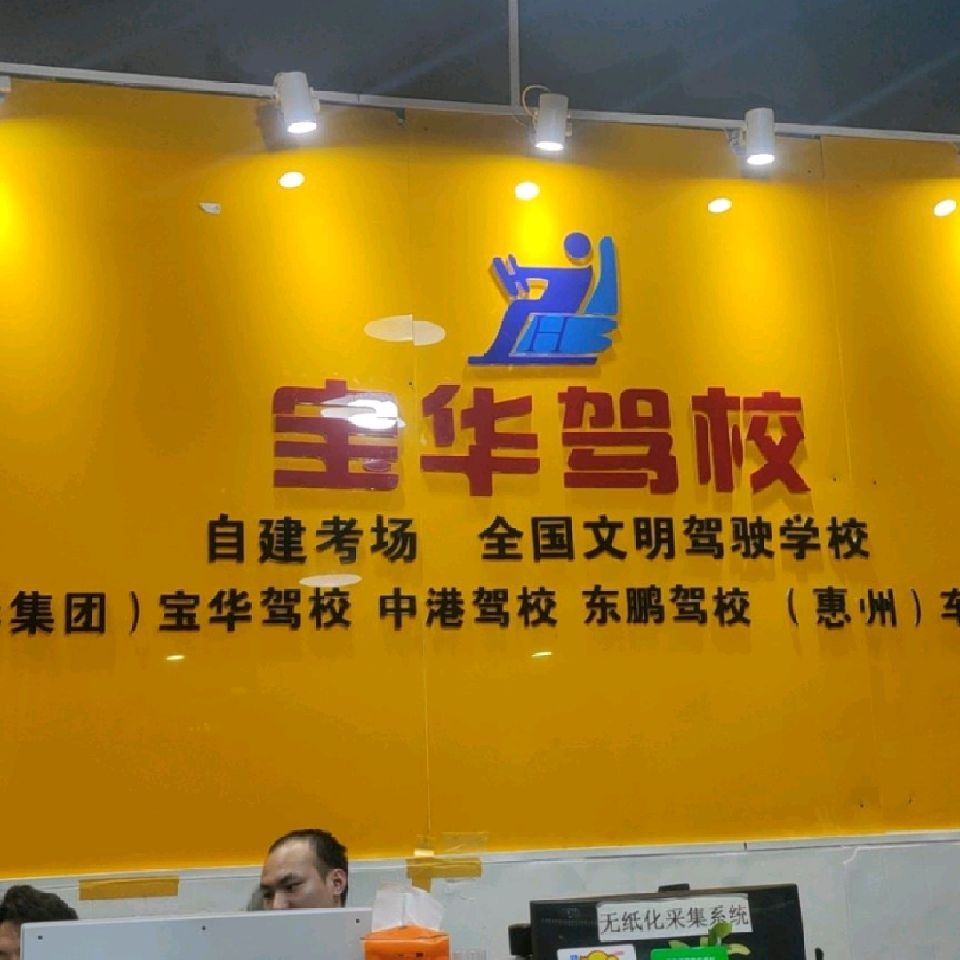 H
宝华驾校
自建考场 全国文明驾驶学校
集团）宝华驾校 中港驾校 东鹏驾校 （惠州）车
无纸化采集系统